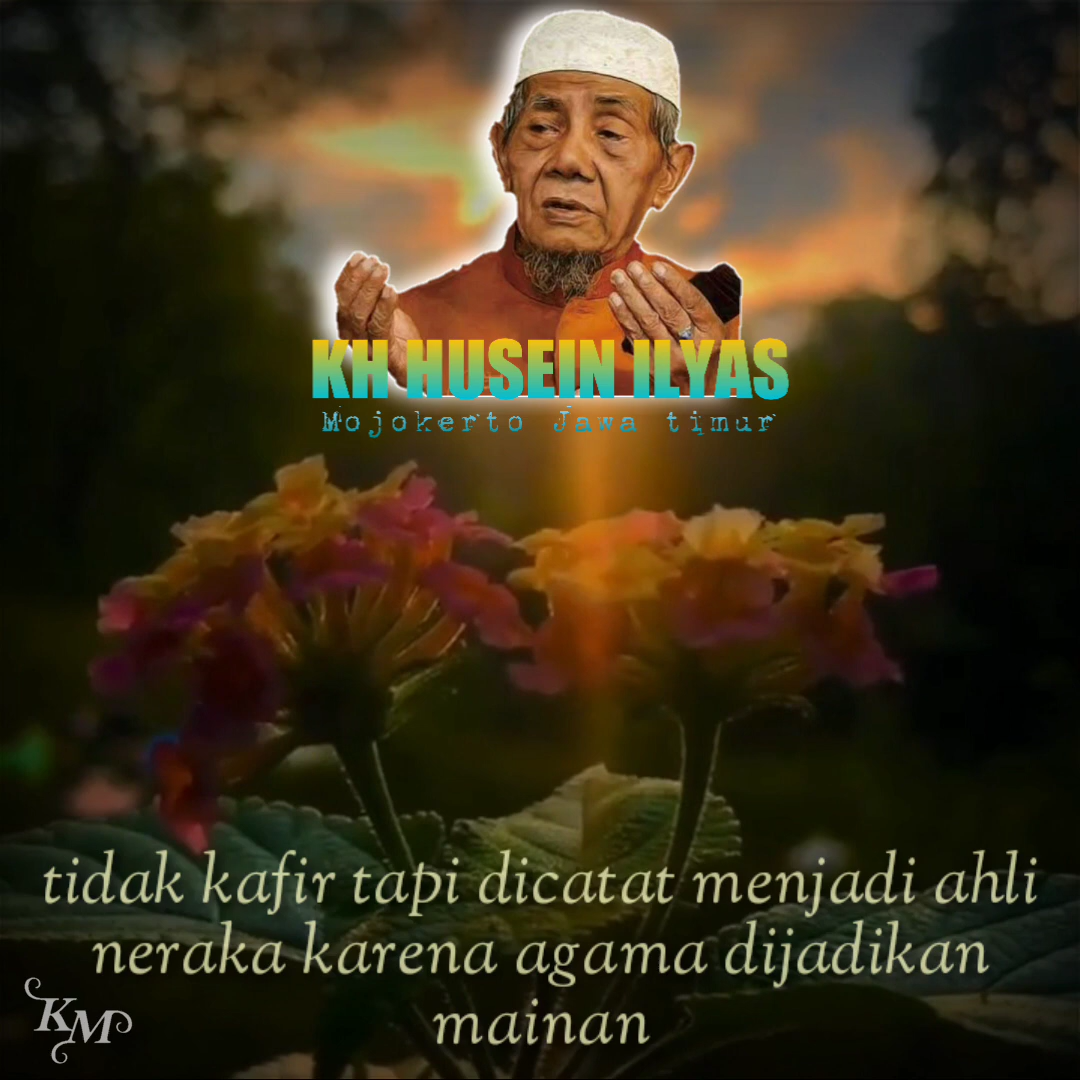 KH HUSEIN ILYAS
Mojokerto Jawa timur
tidak kafir tapi dicatat menjadi ahli
neraka karena agama dijadikan
mainan
KM